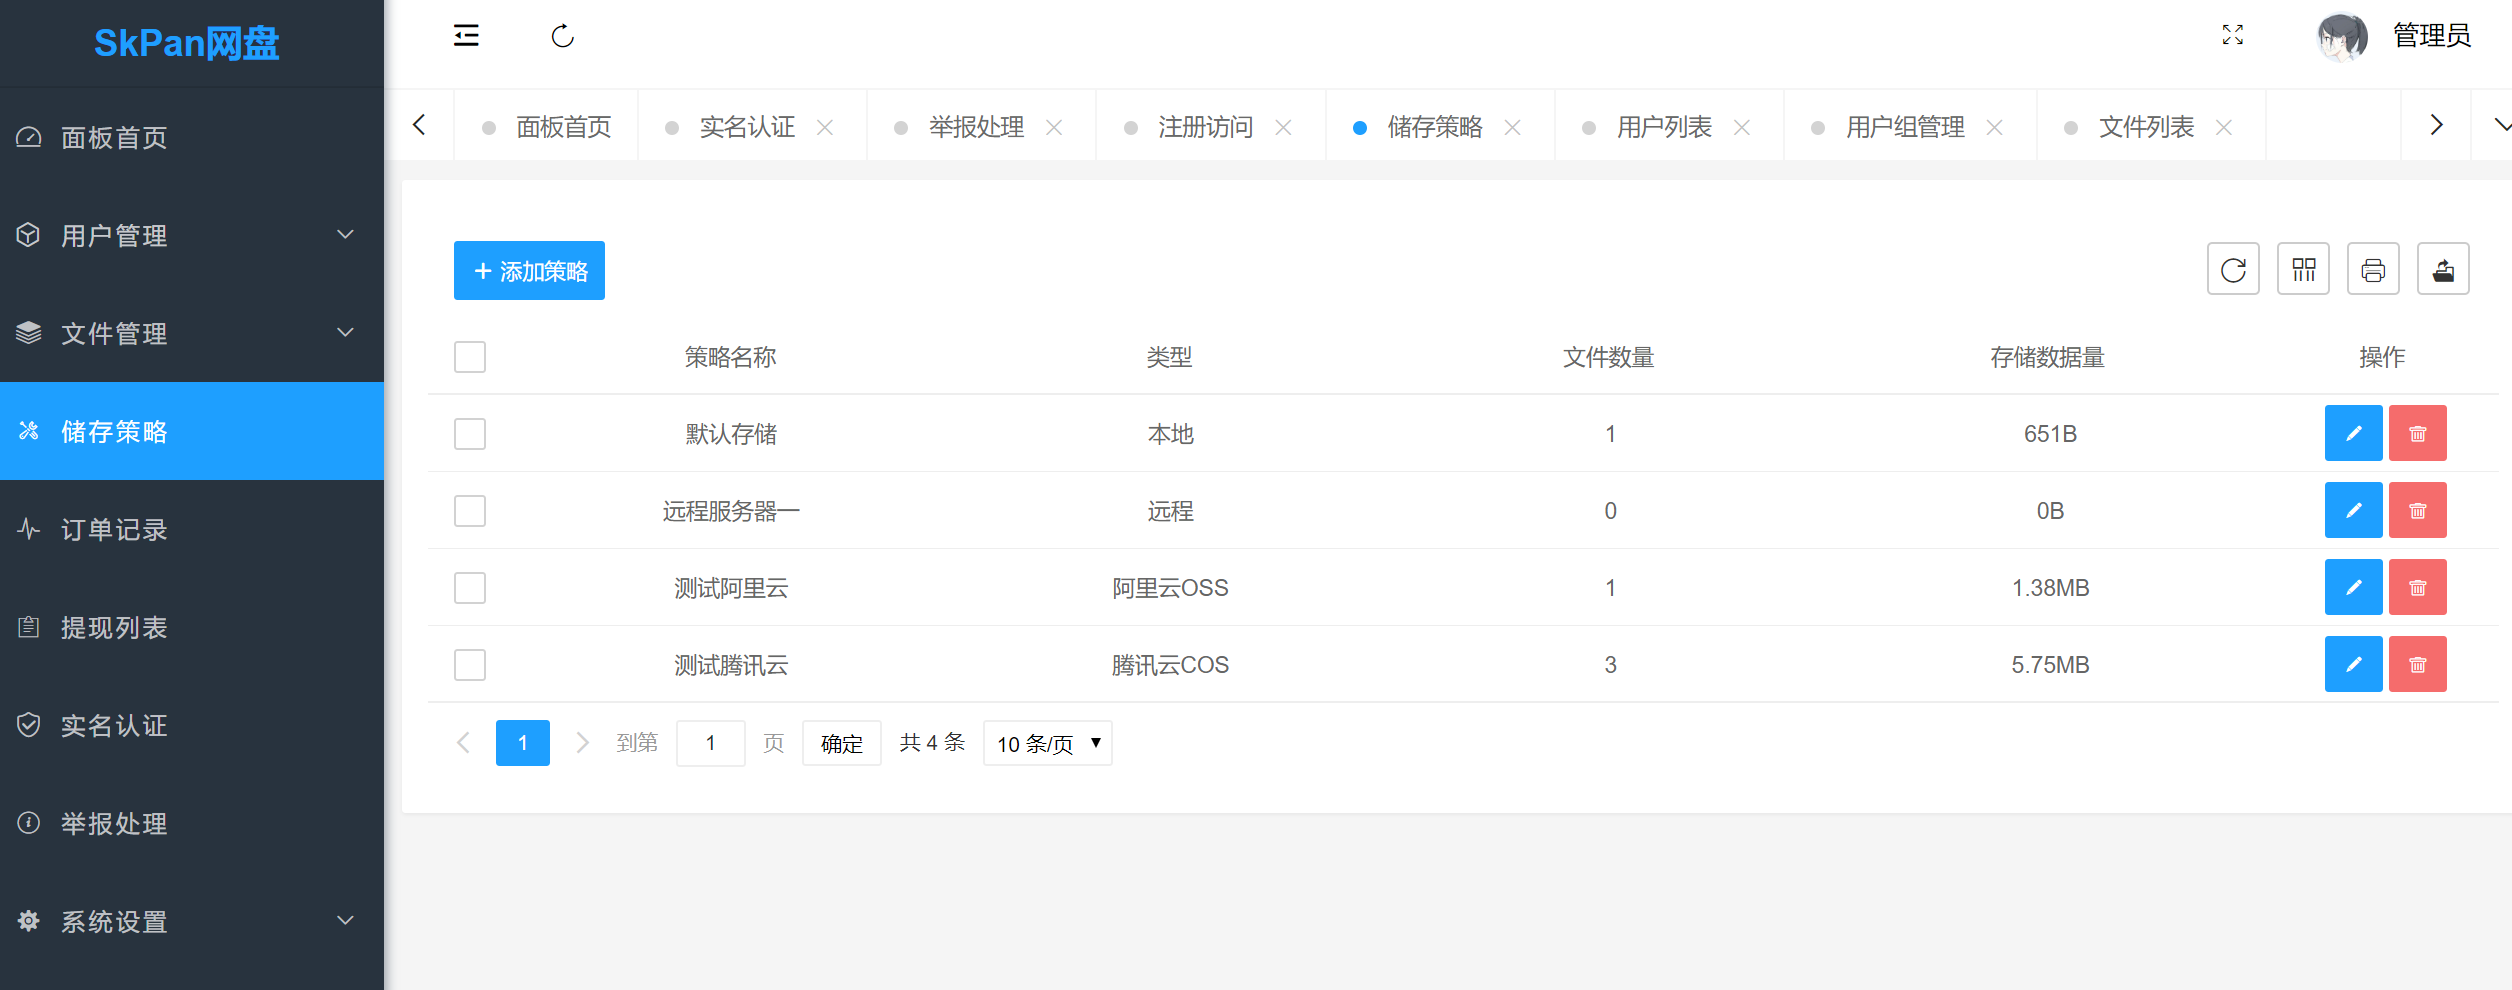 SkPan网盘
管理员
面板首页
用户管理
文件管理
储存策略
订单记录
提现列表
实名认证
举报处理
系统设置
面板首页 实名认证 举报处理 注册访问 储存策略 用户列表 用户组管理 文件列表
+ 添加策略
策略名称 类型 文件数量 存储数据量 操作
默认存储 本地 1 651B
远程服务器一 远程 0 0B
测试阿里云 阿里云OSS 1 1.38MB
测试腾讯云 腾讯云COS 3 5.75MB
1 到第 1 页 确定 共 4 条 10 条/页